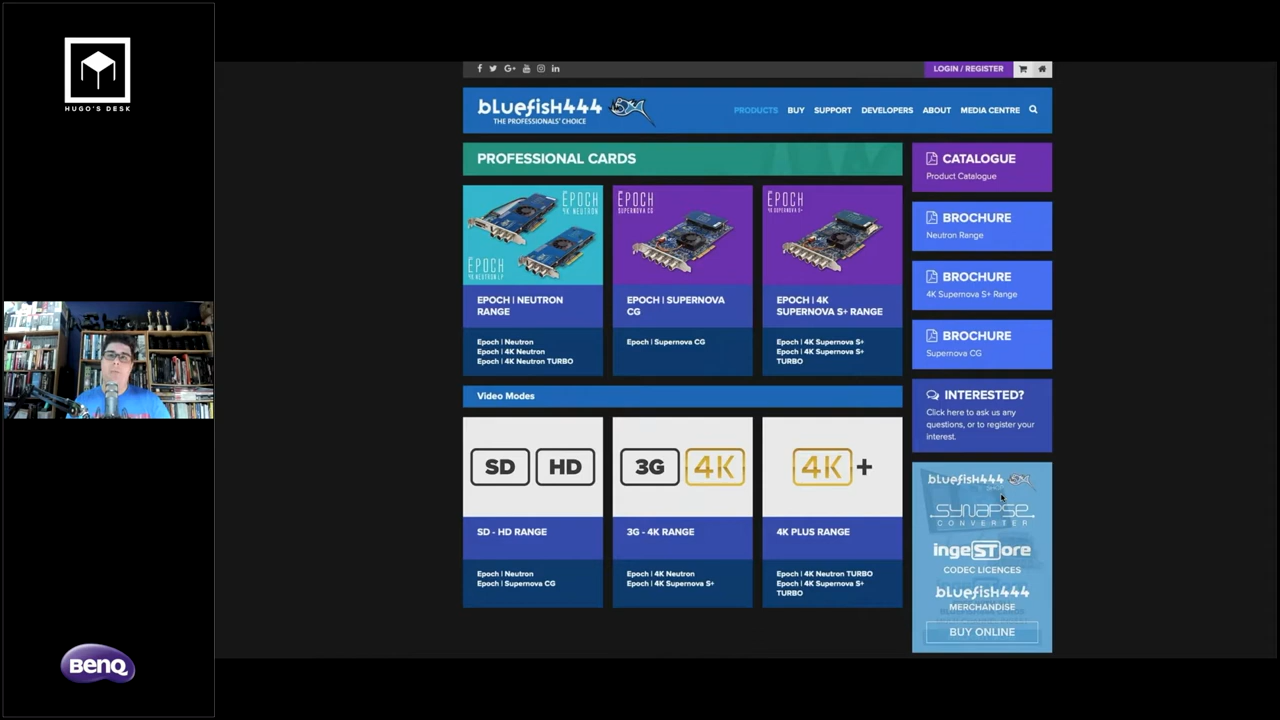 HUGO'S DESK
LOGIN / REGISTER
bluefish444
THE PROFESSIONALS' CHOICE
PRODUCTS BUY SUPPORT DEVELOPERS ABOUT MEDIA CENTRE
PROFESSIONAL CARDS
EPOCH
4K NEUTRON
EPOCH
4K NEUTRON LP
EPOCH
SUPERNOVA CG
EPOCH
4K SUPERNOVA S+
EPOCH | NEUTRON
RANGE
EPOCH | SUPERNOVA
CG
EPOCH | 4K
SUPERNOVA S+ RANGE
Epoch | Neutron
Epoch | 4K Neutron
Epoch | 4K Neutron TURBO
Epoch | Supernova CG
Epoch | 4K Supernova S+
Epoch | 4K Supernova S+
TURBO
Video Modes
SD HD
3G 4K
4K +
SD - HD RANGE
3G - 4K RANGE
4K PLUS RANGE
Epoch | Neutron
Epoch | Supernova CG
Epoch | 4K Neutron
Epoch | 4K Supernova S+
Epoch | 4K Neutron TURBO
Epoch | 4K Supernova S+
TURBO
CATALOGUE
Product Catalogue
BROCHURE
Neutron Range
BROCHURE
4K Supernova S+ Range
BROCHURE
Supernova CG
INTERESTED?
Click here to ask us any
questions, or to register your
interest.
bluefish444
SYNAPSE
CONVERTER
ingeSTore
CODEC LICENCES
bluefish444
MERCHANDISE
BUY ONLINE
BenQ